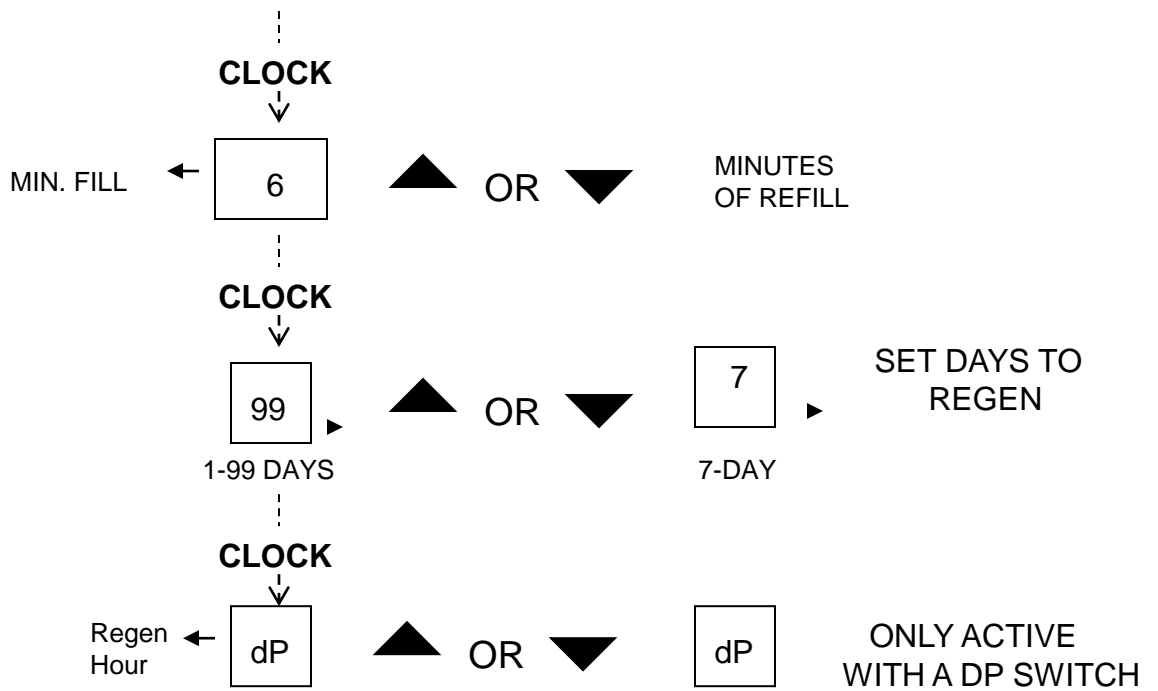 CLOCK
MIN. FILL
6
OR
MINUTES
OF REFILL
CLOCK
99
OR
7
SET DAYS TO
REGEN
1-99 DAYS
7-DAY
CLOCK
Regen
Hour
dP
OR
dP
ONLY ACTIVE
WITH A DP SWITCH